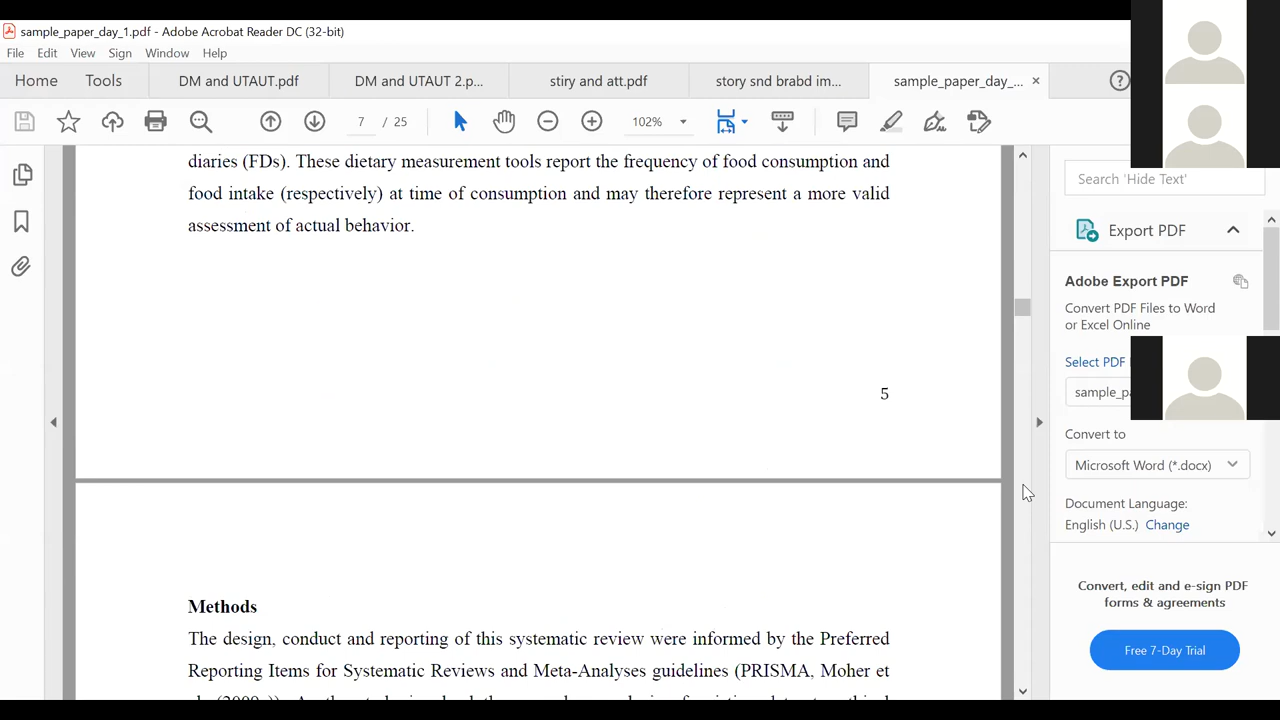 sample_paper_day_1.pdf - Adobe Acrobat Reader DC (32-bit)
File Edit View Sign Window Help
Home Tools DM and UTAUT.pdf DM and UTAUT 2.p... stiry and att.pdf story snd brabd im... sample_paper_day_... ×
7 / 25 102%
diaries (FDs). These dietary measurement tools report the frequency of food consumption and
food intake (respectively) at time of consumption and may therefore represent a more valid
assessment of actual behavior.
5
Methods
The design, conduct and reporting of this systematic review were informed by the Preferred
Reporting Items for Systematic Reviews and Meta-Analyses guidelines (PRISMA, Moher et
Search 'Hide Text'
Export PDF
Adobe Export PDF
Convert PDF Files to Word
or Excel Online
Select PDF
sample_pa
Convert to
Microsoft Word (*.docx)
Document Language:
English (U.S.) Change
Convert, edit and e-sign PDF
forms & agreements
Free 7-Day Trial